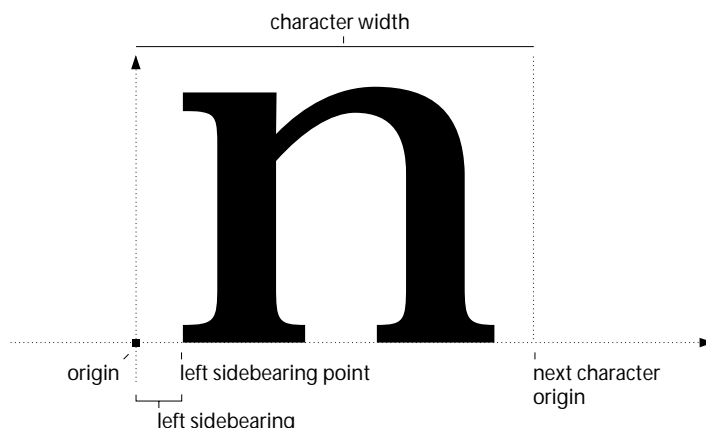 character width
n
origin
left sidebearing point
next character
origin
left sidebearing